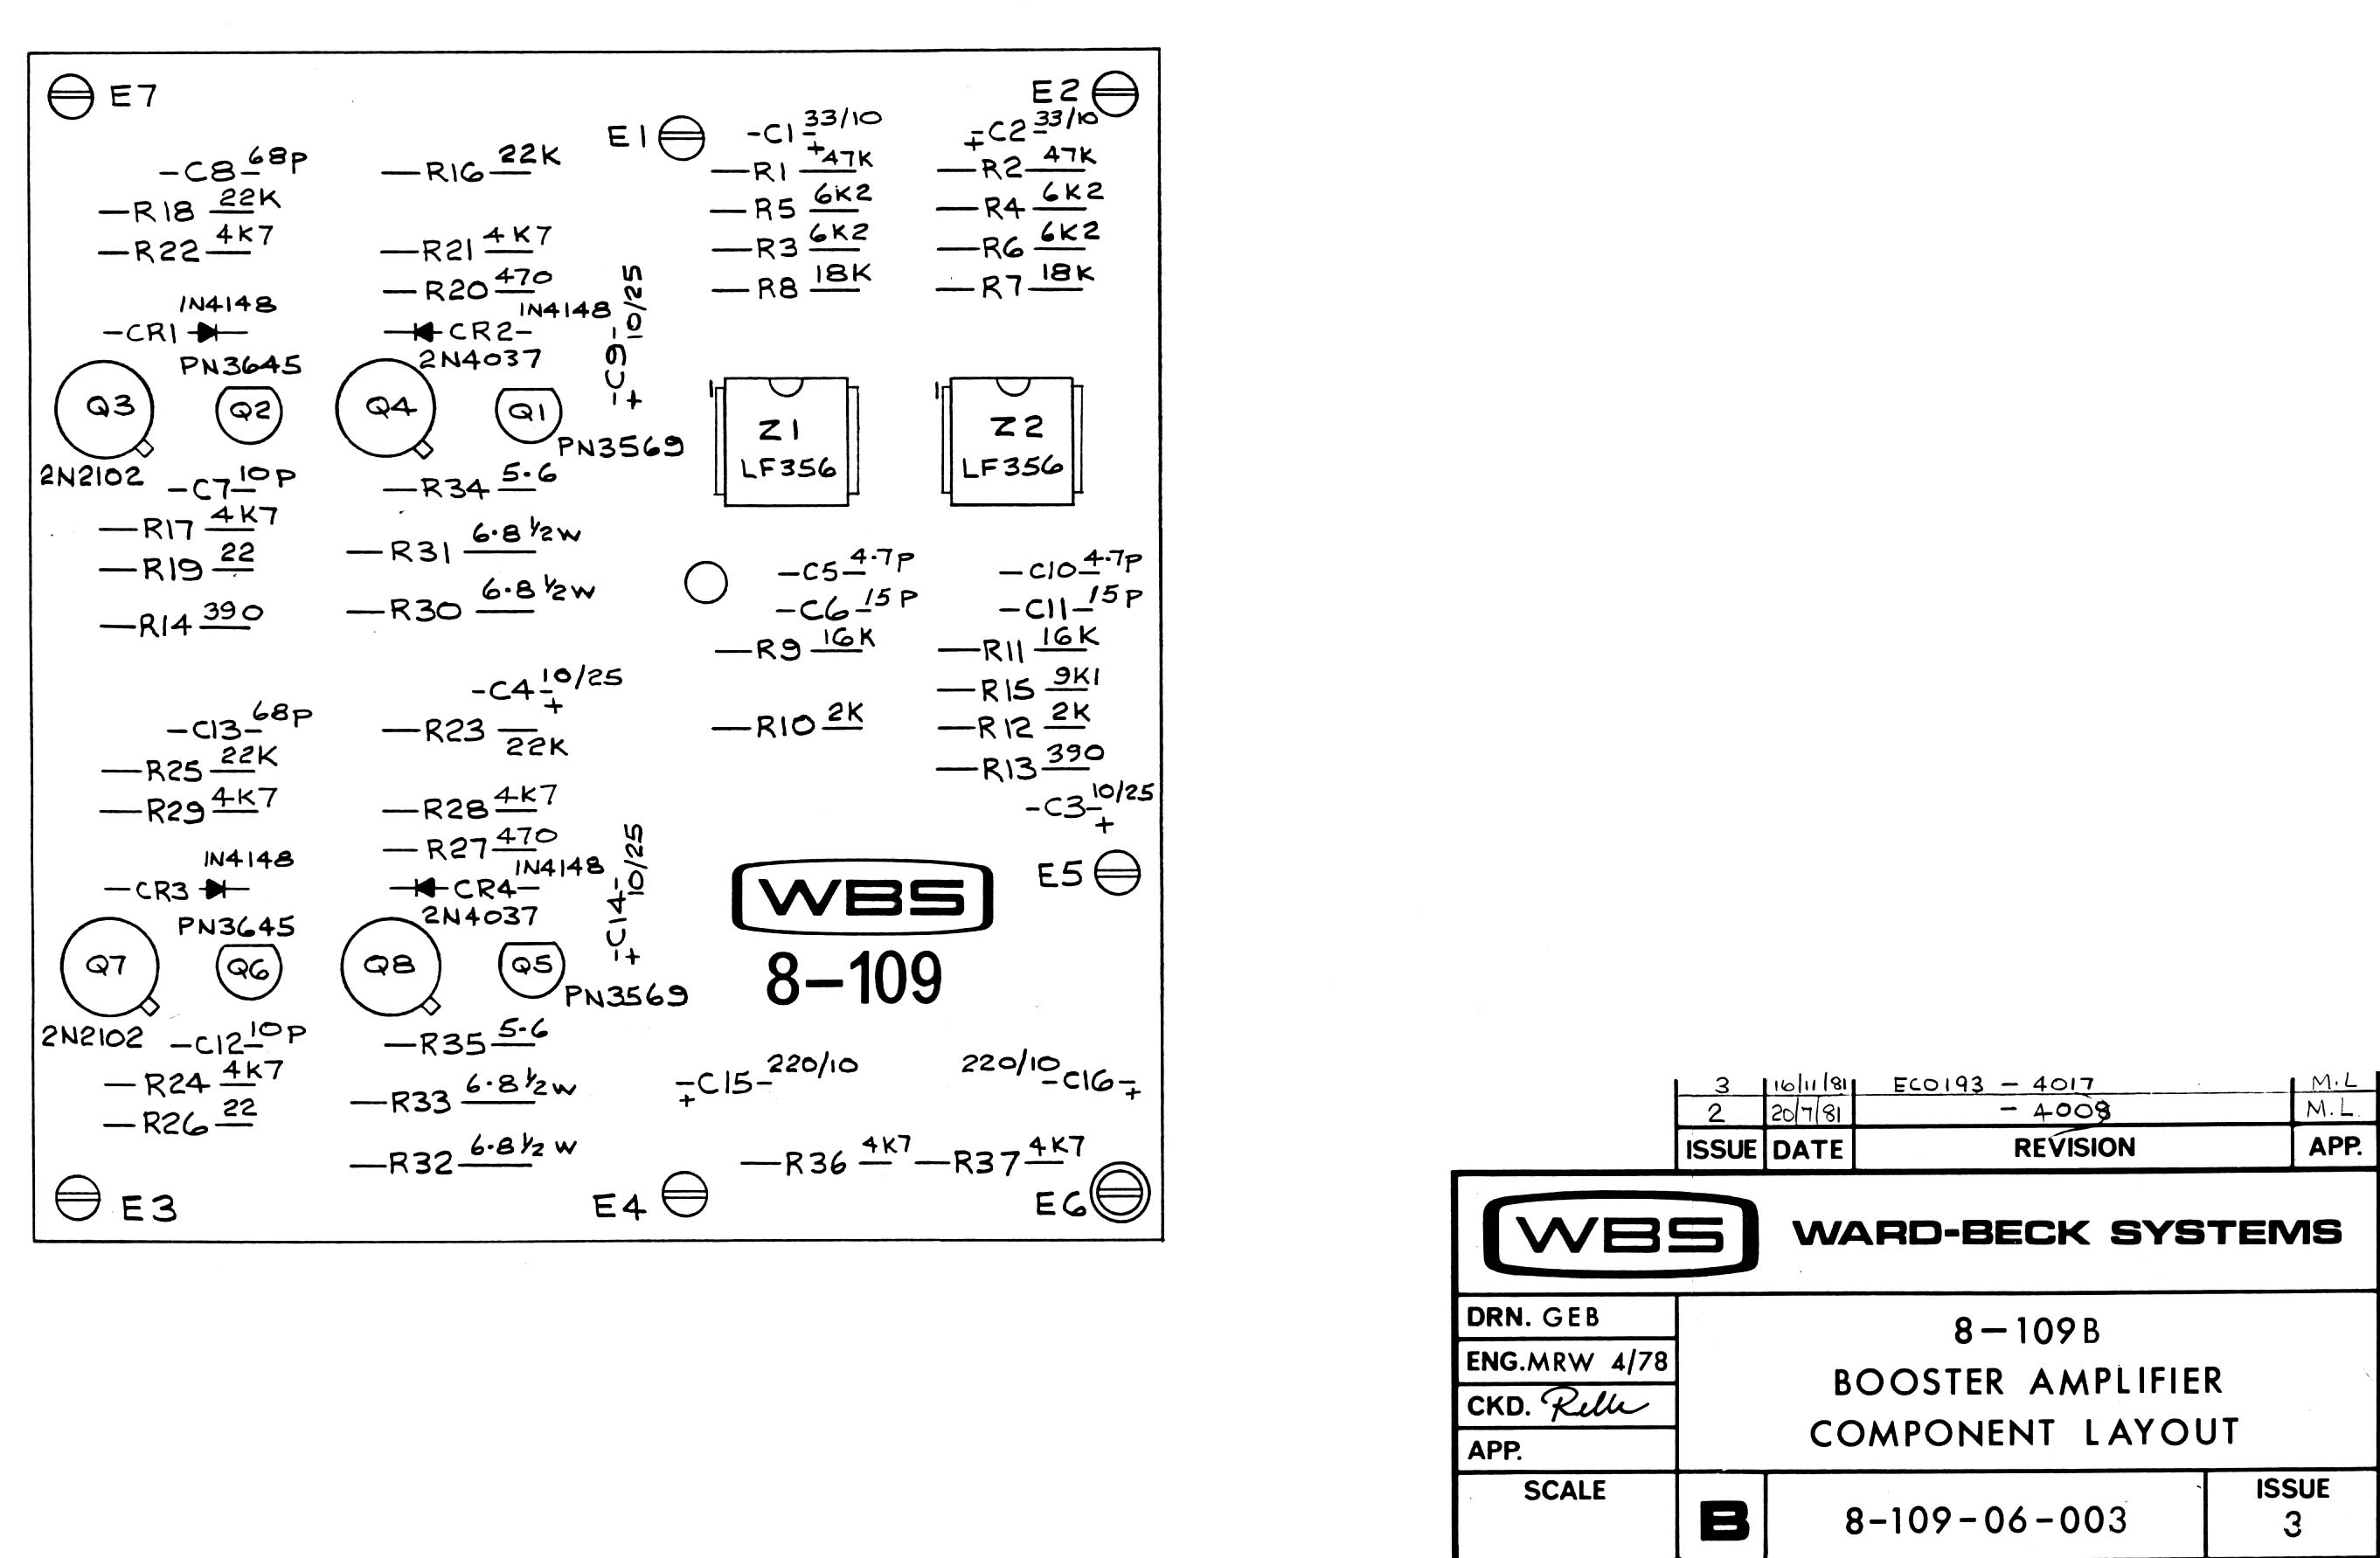 E7
E2
E1
-C1- 33/10
+
-C2- 33/10
+
-C8- 68P
—R16— 22K
—R1— 47K
—R2— 47K
—R18 22K
—R5 6K2
—R4 6K2
—R22 4K7
—R21 4K7
—R3 6K2
—R6 6K2
—R20 470
—R8 18K
—R7 18K
1N4148
-CR1
1N4148
CR2-
-C9-
+
10/25
PN3645
2N4037
Q3
Q2
Q4
Q1
PN3569
Z1
LF356
Z2
LF356
2N2102
-C7- 10P
—R34 5.6
—R17 4K7
—R31 6.8 1/2W
—R19 22
—R30 6.8 1/2W
—R14 390
-C5- 4.7P
-C10- 4.7P
-C6- 15P
-C11- 15P
—R9 16K
—R11 16K
-C4- 10/25
+
—R15 9K1
-C13- 68P
—R23 22K
—R10 2K
—R12 2K
—R25 22K
—R13 390
—R29 4K7
—R28 4K7
-C3- 10/25
+
—R27 470
1N4148
-CR3
1N4148
CR4-
-C14-
+
10/25
E5
WBS
8-109
PN3645
2N4037
Q7
Q6
Q8
Q5
PN3569
2N2102
-C12- 10P
—R35 5.6
—R24 4K7
—R33 6.8 1/2W
—R26 22
—R32 6.8 1/2W
-C15- 220/10
+
220/10 -C16-
+
—R36 4K7
—R37 4K7
E3
E4
E6
3 16/11/81 ECO193 - 4017 M.L
2 20/7/81 - 4008 M.L.
ISSUE DATE REVISION APP.
WBS WARD-BECK SYSTEMS
DRN. GEB
ENG. MRW 4/78
CKD.
APP.
8-109B
BOOSTER AMPLIFIER
COMPONENT LAYOUT
SCALE
B
8-109-06-003
ISSUE
3